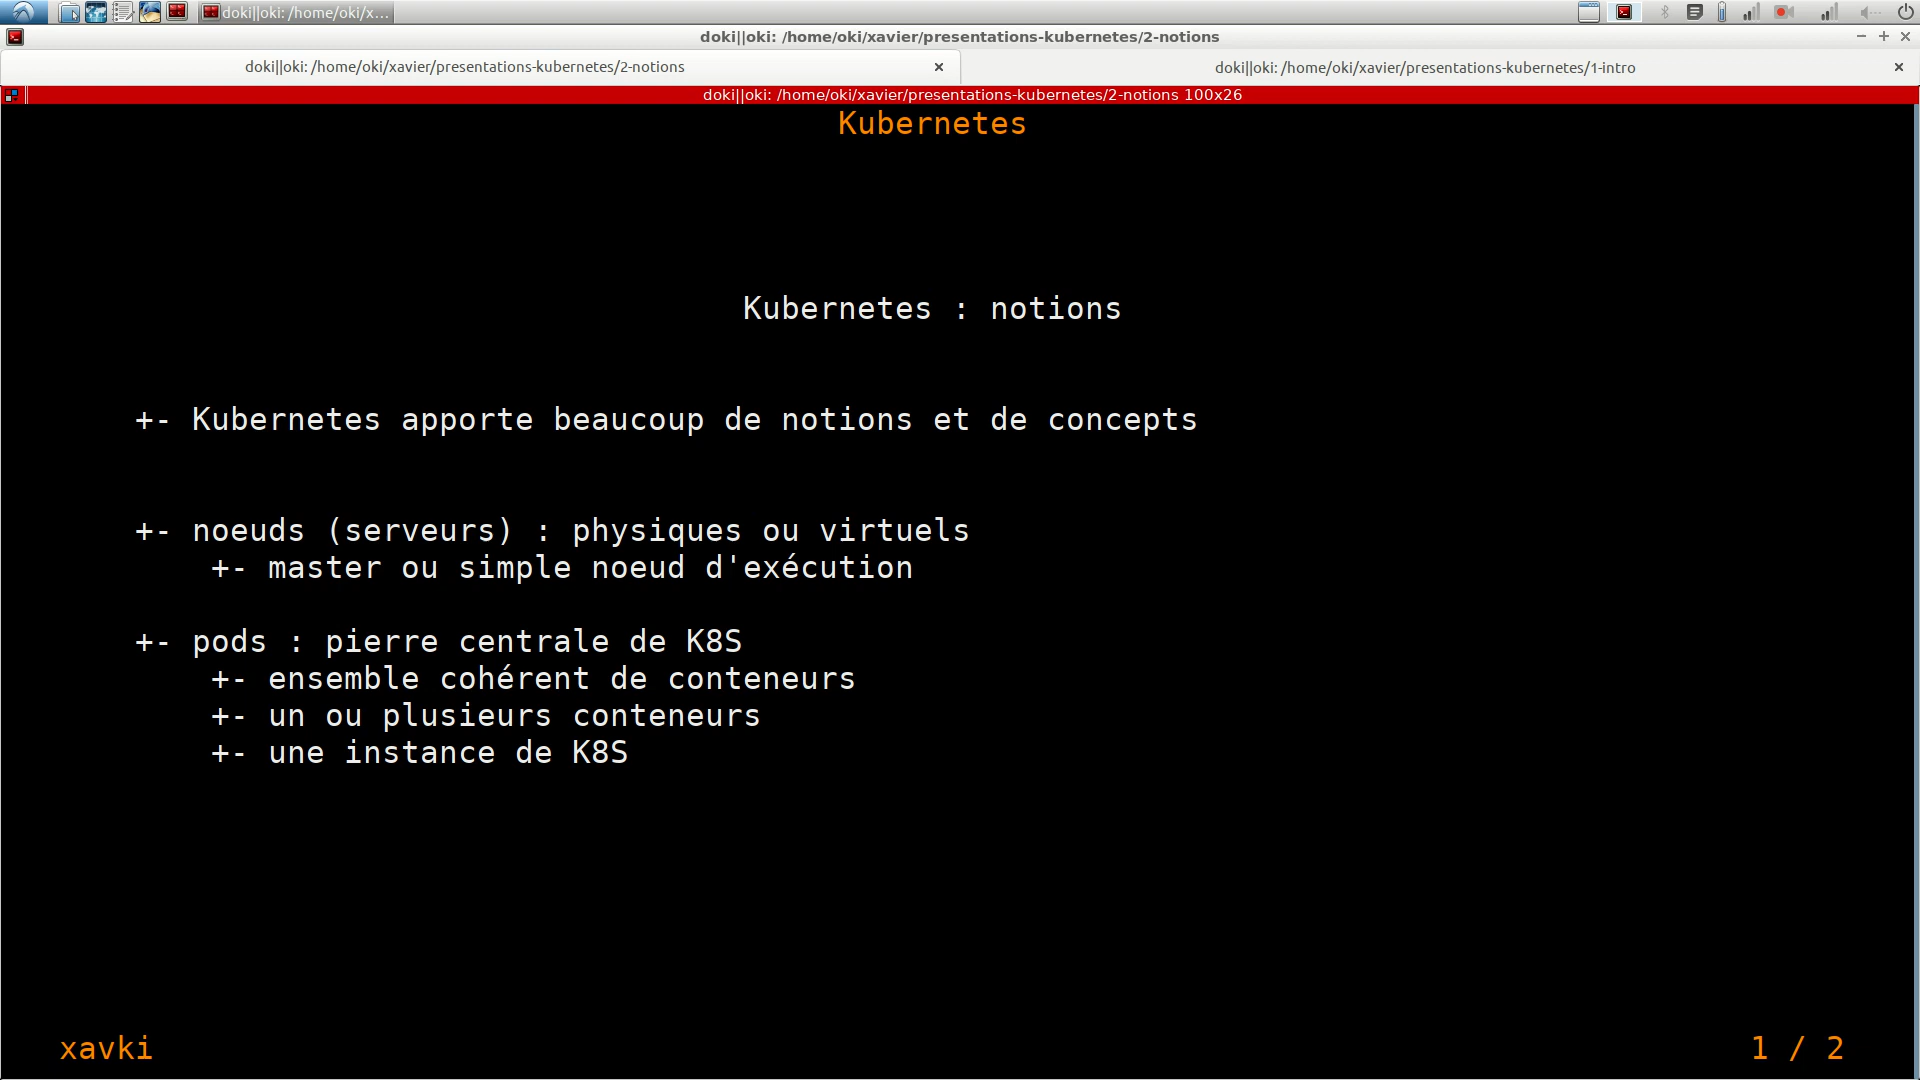 doki||oki: /home/oki/x...
doki||oki: /home/oki/xavier/presentations-kubernetes/2-notions
doki||oki: /home/oki/xavier/presentations-kubernetes/2-notions
doki||oki: /home/oki/xavier/presentations-kubernetes/1-intro
doki||oki: /home/oki/xavier/presentations-kubernetes/2-notions 100x26
Kubernetes
Kubernetes : notions
+- Kubernetes apporte beaucoup de notions et de concepts
+- noeuds (serveurs) : physiques ou virtuels
+- master ou simple noeud d'exécution
+- pods : pierre centrale de K8S
+- ensemble cohérent de conteneurs
+- un ou plusieurs conteneurs
+- une instance de K8S
xavki
1 / 2